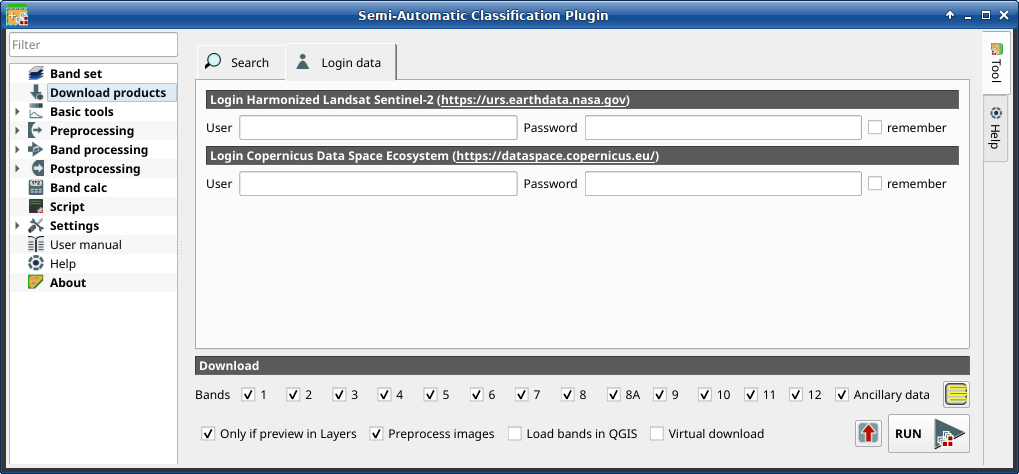 Semi-Automatic Classification Plugin
Filter
Band set
Download products
Basic tools
Preprocessing
Band processing
Postprocessing
Band calc
Script
Settings
User manual
Help
About
Search
Login data
Login Harmonized Landsat Sentinel-2 (https://urs.earthdata.nasa.gov)
User Password remember
Login Copernicus Data Space Ecosystem (https://dataspace.copernicus.eu/)
User Password remember
Download
Bands 1 2 3 4 5 6 7 8 8A 9 10 11 12 Ancillary data
Only if preview in Layers Preprocess images Load bands in QGIS Virtual download
RUN
Tool
Help